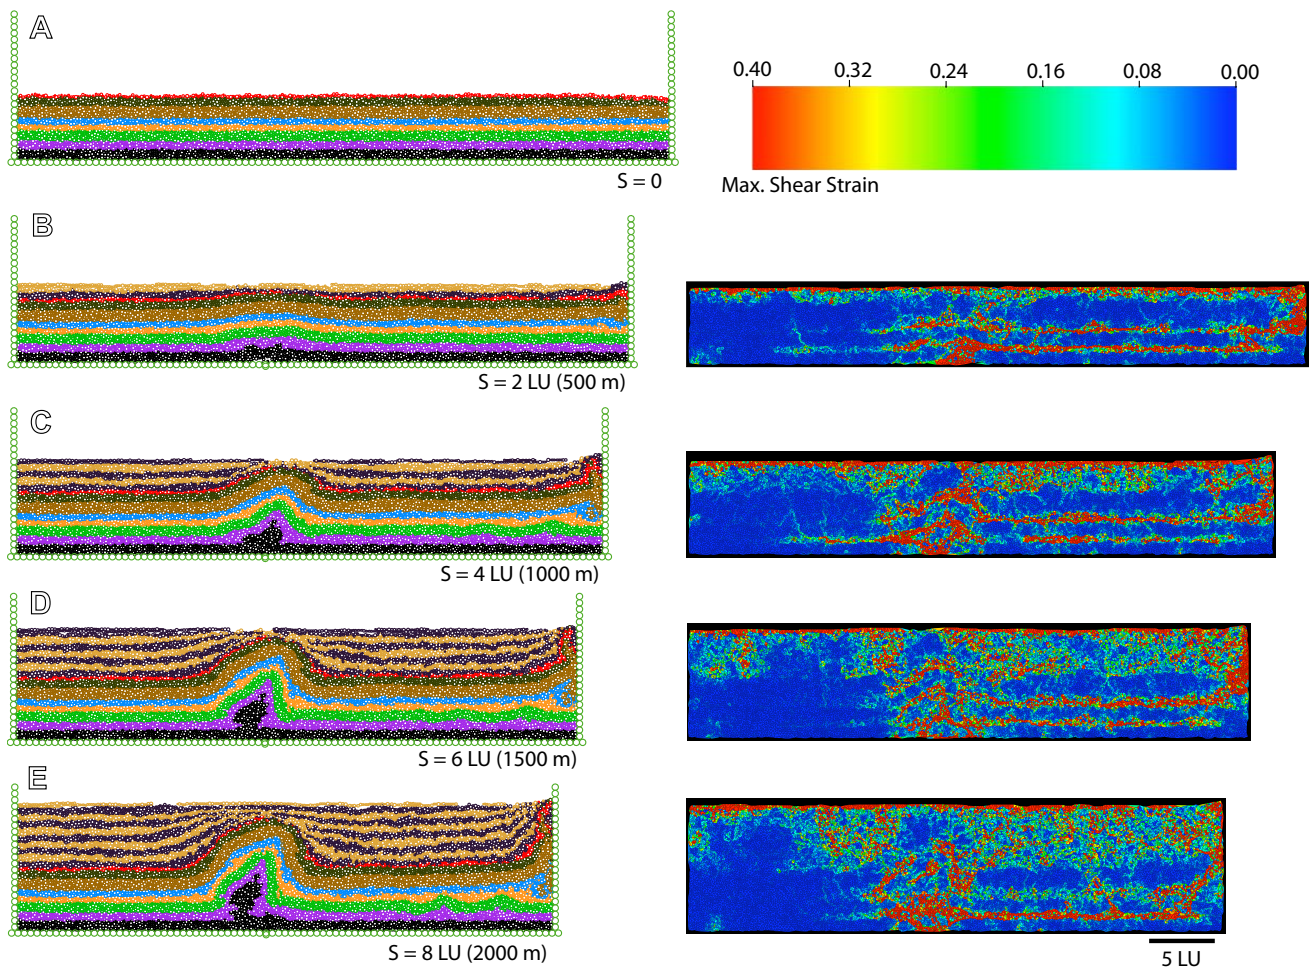 A
0.40 0.32 0.24 0.16 0.08 0.00
Max. Shear Strain
S = 0
B
S = 2 LU (500 m)
C
S = 4 LU (1000 m)
D
S = 6 LU (1500 m)
E
S = 8 LU (2000 m)
5 LU